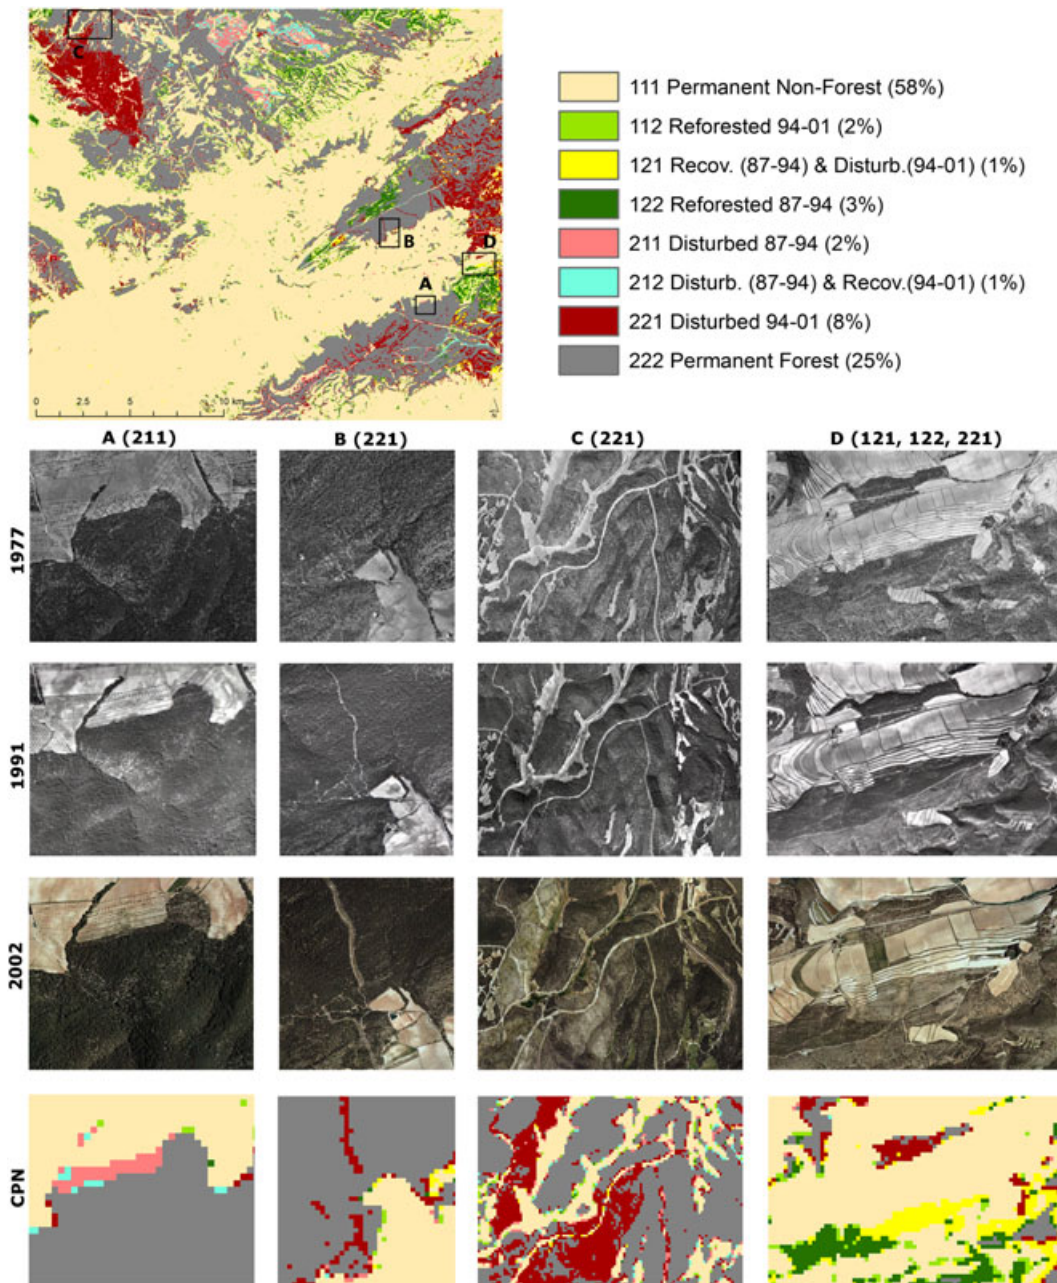 C
B
D
A
0 2.5 5 10 km
111 Permanent Non-Forest (58%)
112 Reforested 94-01 (2%)
121 Recov. (87-94) & Disturb.(94-01) (1%)
122 Reforested 87-94 (3%)
211 Disturbed 87-94 (2%)
212 Disturb. (87-94) & Recov.(94-01) (1%)
221 Disturbed 94-01 (8%)
222 Permanent Forest (25%)
A (211) B (221) C (221) D (121, 122, 221)
1977
1991
2002
CPN